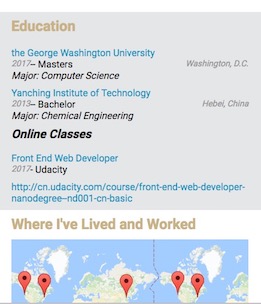 Education
the George Washington University
2017– Masters Washington, D.C.
Major: Computer Science
Yanching Institute of Technology
2013– Bachelor Hebei, China
Major: Chemical Engineering
Online Classes
Front End Web Developer
2017- Udacity
http://cn.udacity.com/course/front-end-web-developer-
nanodegree--nd001-cn-basic
Where I've Lived and Worked